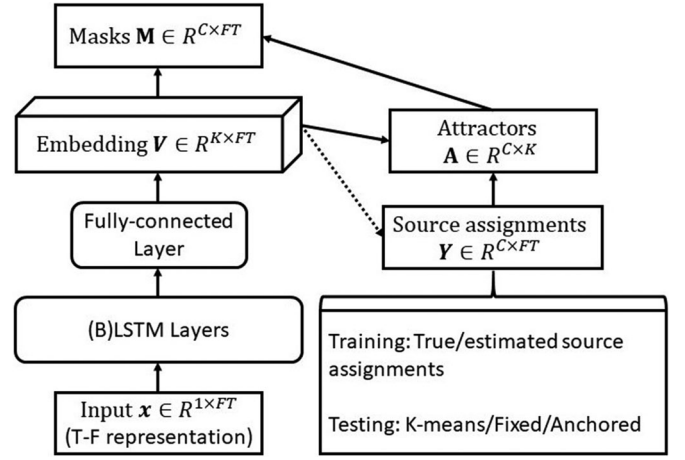 Masks M ∈ R^{C×FT}
Embedding V ∈ R^{K×FT}
Attractors
A ∈ R^{C×K}
Fully-connected
Layer
Source assignments
Y ∈ R^{C×FT}
(B)LSTM Layers
Training: True/estimated source
assignments
Testing: K-means/Fixed/Anchored
Input x ∈ R^{1×FT}
(T-F representation)